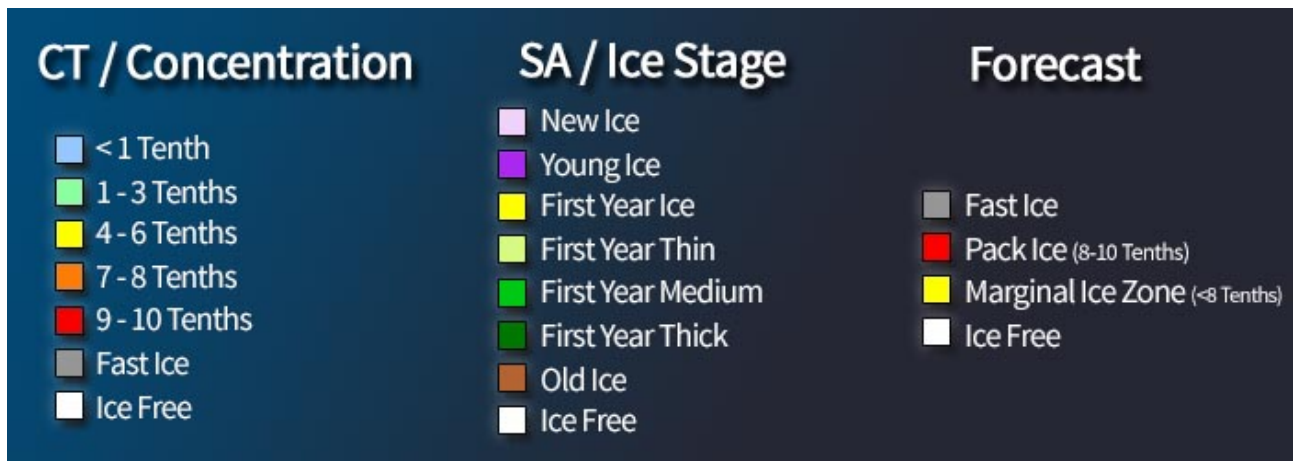 CT / Concentration
< 1 Tenth
1 - 3 Tenths
4 - 6 Tenths
7 - 8 Tenths
9 - 10 Tenths
Fast Ice
Ice Free
SA / Ice Stage
New Ice
Young Ice
First Year Ice
First Year Thin
First Year Medium
First Year Thick
Old Ice
Ice Free
Forecast
Fast Ice
Pack Ice (8-10 Tenths)
Marginal Ice Zone (<8 Tenths)
Ice Free